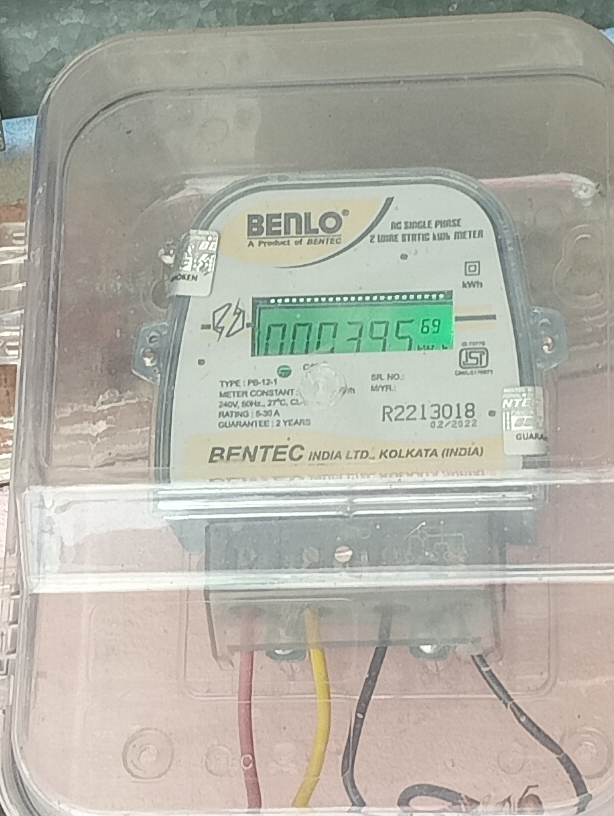 BENLO®
A Product of BENTEC
AC SINGLE PHASE
2 WIRE STATIC kWh METER
kWh
000395 69
TYPE : PB-12-1
METER CONSTANT:
240V, 50Hz., 27°C,
RATING : 5-30 A
GUARANTEE : 2 YEARS
SR. NO.:
M/YR.:
R2213018
02/2022
BENTEC INDIA LTD., KOLKATA (INDIA)